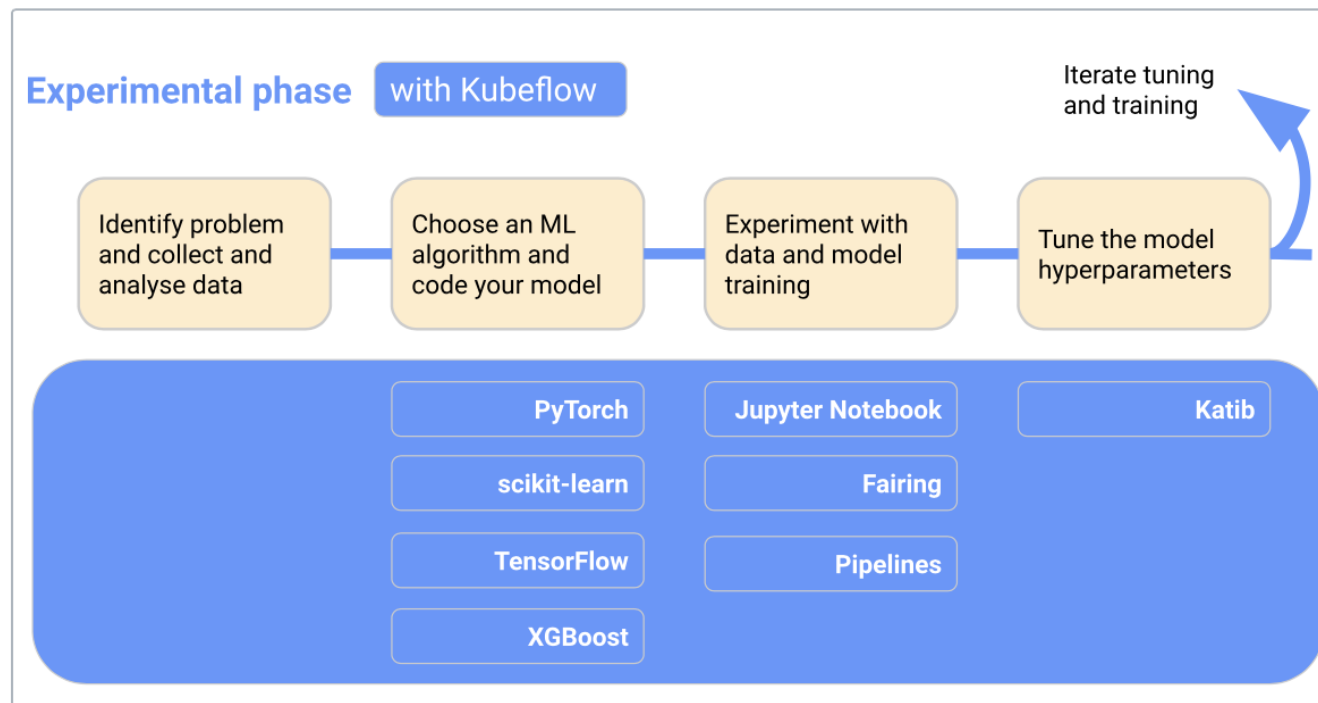 Experimental phase with Kubeflow
Iterate tuning
and training
Identify problem
and collect and
analyse data
Choose an ML
algorithm and
code your model
Experiment with
data and model
training
Tune the model
hyperparameters
PyTorch
scikit-learn
TensorFlow
XGBoost
Jupyter Notebook
Fairing
Pipelines
Katib